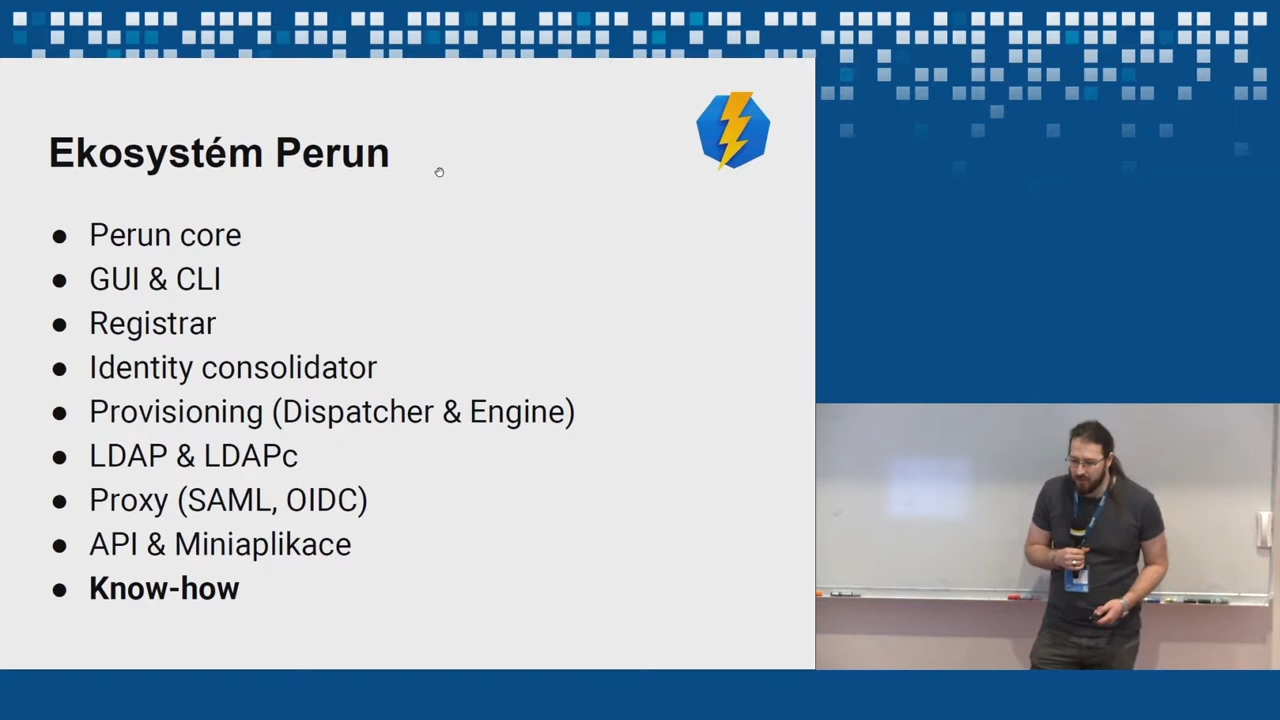 Ekosystém Perun
● Perun core
● GUI & CLI
● Registrar
● Identity consolidator
● Provisioning (Dispatcher & Engine)
● LDAP & LDAPc
● Proxy (SAML, OIDC)
● API & Miniaplikace
● Know-how